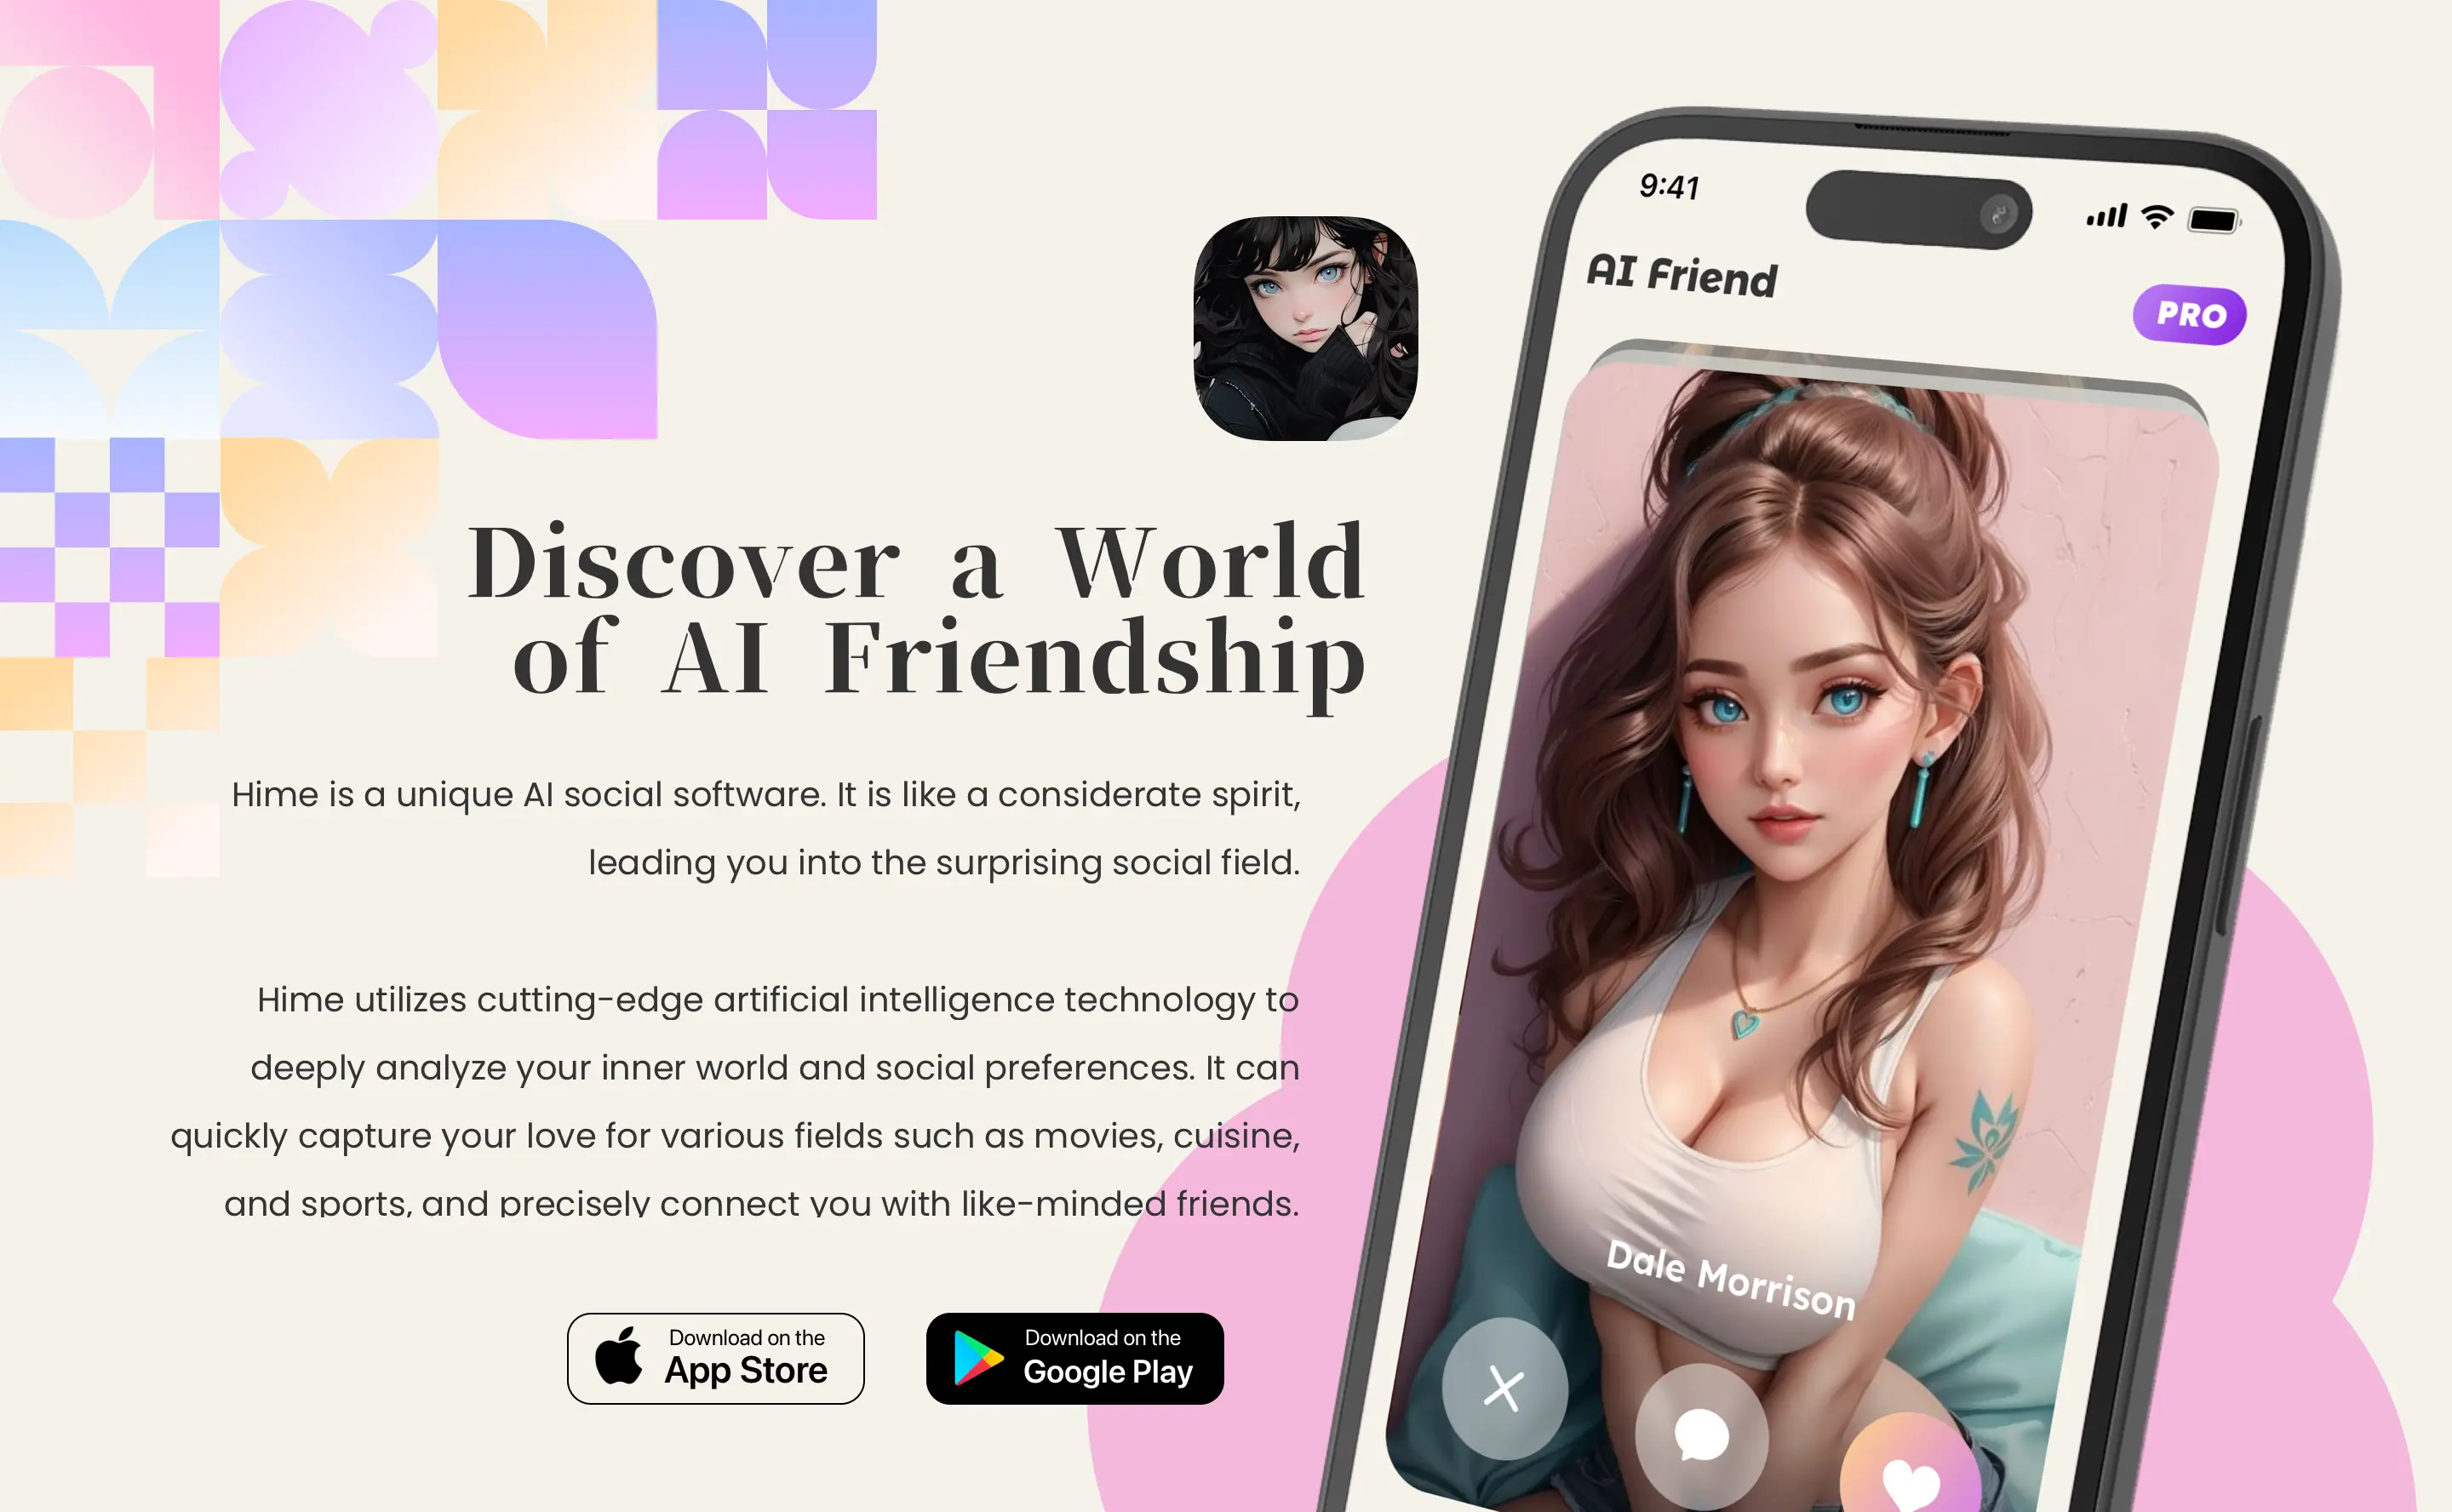 Discover a World
of AI Friendship
Hime is a unique AI social software. It is like a considerate spirit,
leading you into the surprising social field.
Hime utilizes cutting-edge artificial intelligence technology to
deeply analyze your inner world and social preferences. It can
quickly capture your love for various fields such as movies, cuisine,
and sports, and precisely connect you with like-minded friends.
Download on the
App Store
Download on the
Google Play
9:41
AI Friend
PRO
Dale Morrison